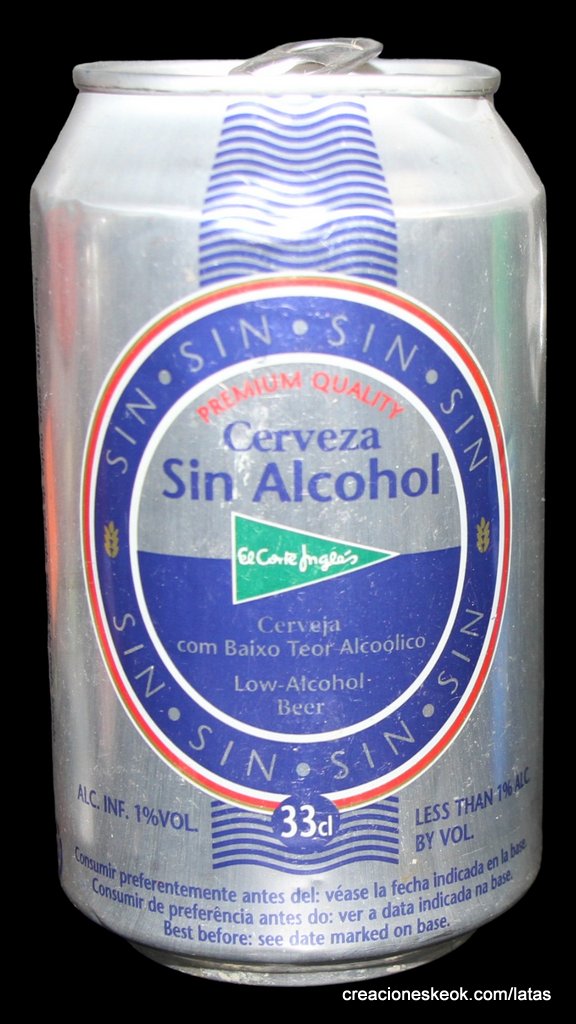 SIN • SIN • SIN • SIN
PREMIUM QUALITY
Cerveza
Sin Alcohol
El Corte Inglés
Cerveja
com Baixo Teor Alcoólico
Low-Alcohol
Beer
SIN • SIN • SIN • SIN
ALC. INF. 1%VOL.
33cl
LESS THAN 1% ALC
BY VOL.
Consumir preferentemente antes del: véase la fecha indicada en la base.
Consumir de preferência antes do: ver a data indicada na base.
Best before: see date marked on base.
creacioneskeok.com/latas